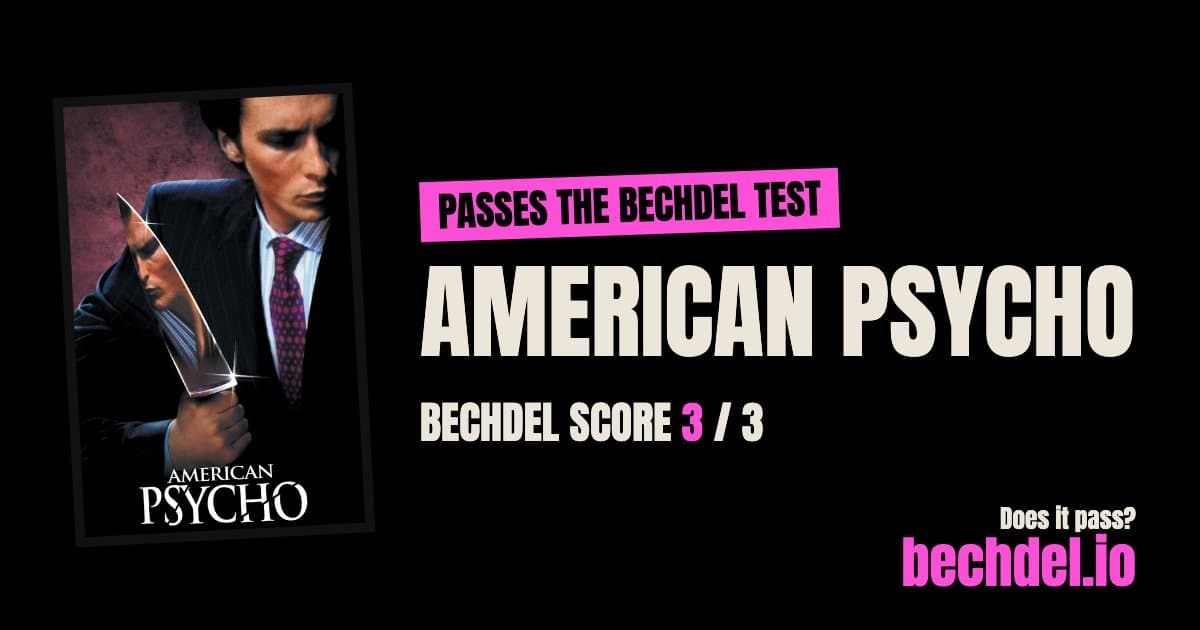 PASSES THE BECHDEL TEST
AMERICAN PSYCHO
BECHDEL SCORE 3 / 3
AMERICAN
PSYCHO
Does it pass?
bechdel.io